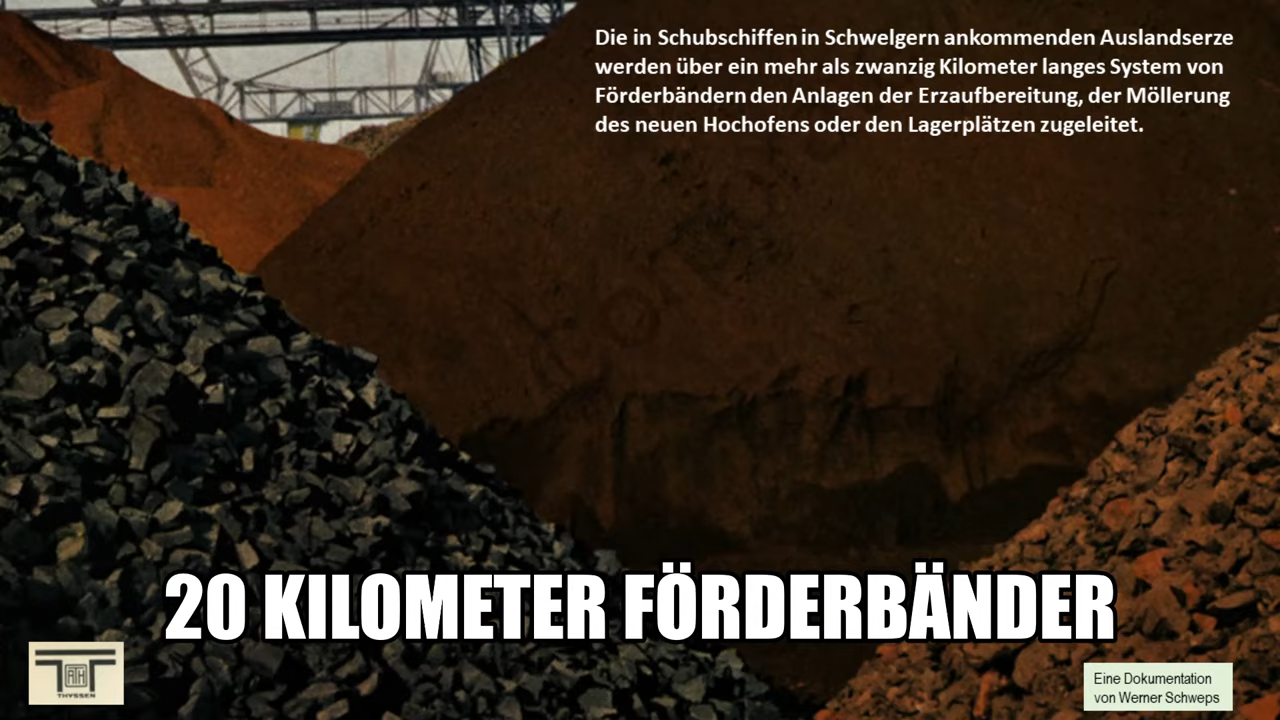 Die in Schubschiffen in Schwelgern ankommenden Auslandserze
werden über ein mehr als zwanzig Kilometer langes System von
Förderbändern den Anlagen der Erzaufbereitung, der Möllerung
des neuen Hochofens oder den Lagerplätzen zugeleitet.
20 KILOMETER FÖRDERBÄNDER
ATH
THYSSEN
Eine Dokumentation
von Werner Schweps